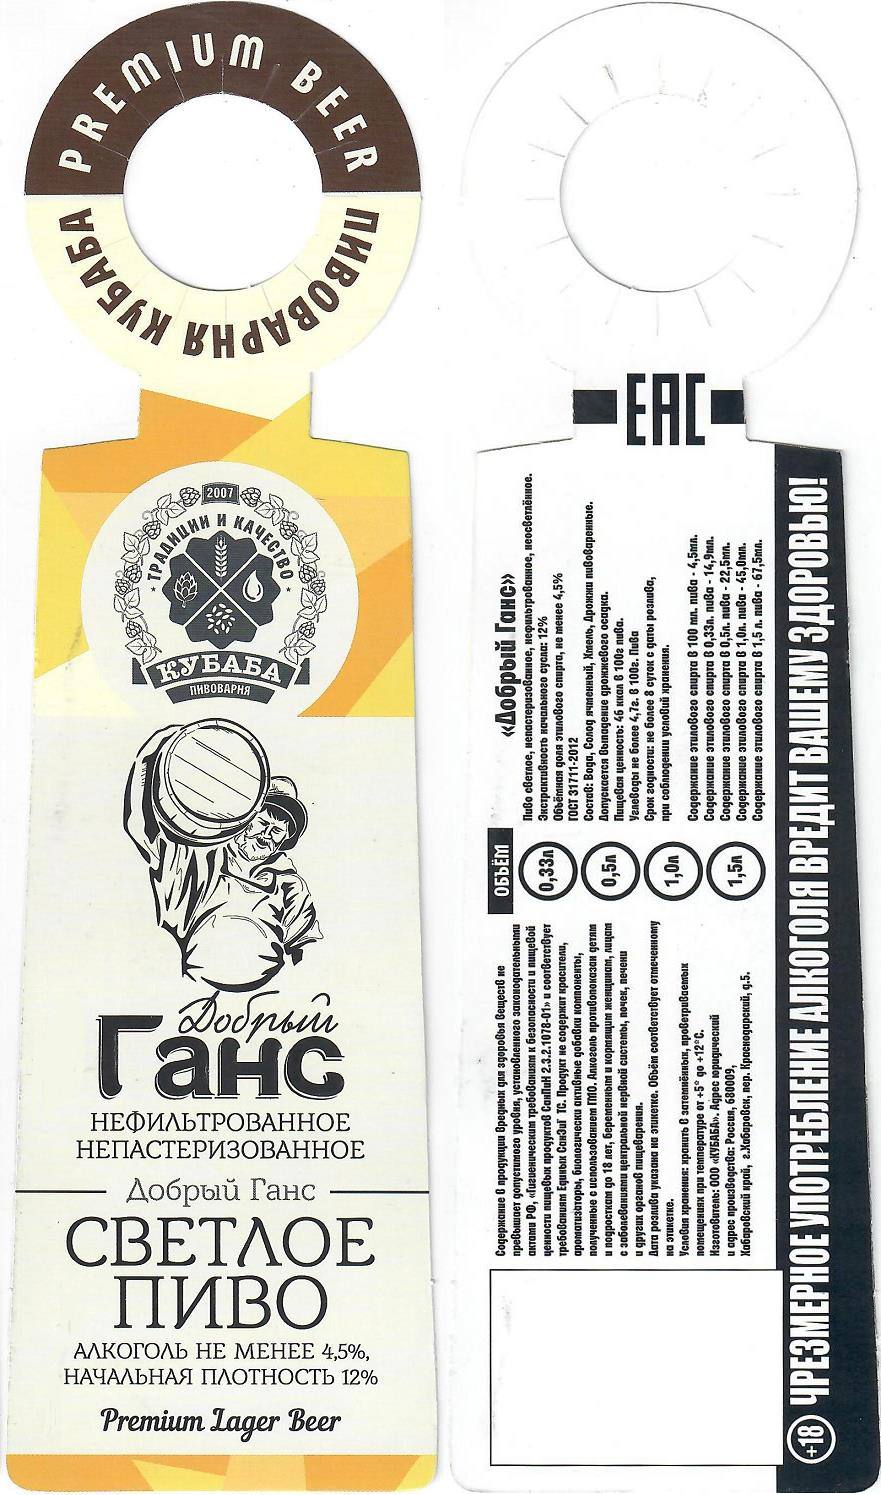 PREMIUM BEER
ПИВОВАРНЯ КУБАБА
2007
ТРАДИЦИИ И КАЧЕСТВО
КУБАБА
ПИВОВАРНЯ
Добрый
Ганс
НЕФИЛЬТРОВАННОЕ
НЕПАСТЕРИЗОВАННОЕ
Добрый Ганс
СВЕТЛОЕ
ПИВО
АЛКОГОЛЬ НЕ МЕНЕЕ 4,5%,
НАЧАЛЬНАЯ ПЛОТНОСТЬ 12%
Premium Lager Beer
EAC
«Добрый Ганс»
Пиво светлое, непастеризованное, нефильтрованное, неосветлённое.
Экстрактивность начального сусла: 12%
Объёмная доля этилового спирта, не менее 4,5%
ГОСТ 31711-2012
Состав: Вода, Солод ячменный, Хмель, Дрожжи пивоваренные.
Допускается выпадение дрожжевого осадка.
Пищевая ценность: 46 ккал в 100г пива.
Углеводы не более 4,7г. в 100г. Пива
Срок годности: не более 8 суток с даты розлива,
при соблюдении условий хранения.
Содержание этилового спирта в 100 мл. пива - 4,5мл.
Содержание этилового спирта в 0,33л. пива - 14,9мл.
Содержание этилового спирта в 0,5л. пива - 22,5мл.
Содержание этилового спирта в 1,0л. пива - 45,0мл.
Содержание этилового спирта в 1,5 л. пива - 67,5мл.
ОБЪЁМ
0,33л
0,5л
1,0л
1,5л
Содержание в продукции вредных для здоровья веществ не
превышает допустимого уровня, установленного законодательными
актами РФ, «Гигиеническим требованиям к безопасности и пищевой
ценности пищевых продуктов СанПиН 2.3.2.1078-01» и соответствует
требованиям Единых СанЭиГ ТС. Продукт не содержит красители,
ароматизаторы, биологически активные добавки компоненты,
полученные с использованием ГМО. Алкоголь противопоказан детям
и подросткам до 18 лет, беременным и кормящим женщинам, лицам
с заболеваниями центральной нервной системы, почек, печени
и других органов пищеварения.
Дата розлива указана на этикетке. Объём соответствует отмеченному
на этикетке.
Условия хранения: хранить в затемнённых, проветриваемых
помещениях при температуре от +5° до +12°С.
Изготовитель: ООО «КУБАБА». Адрес юридический
и адрес производства: Россия, 680009,
Хабаровский край, г.Хабаровск, пер. Краснодарский, д.5.
+18 ЧРЕЗМЕРНОЕ УПОТРЕБЛЕНИЕ АЛКОГОЛЯ ВРЕДИТ ВАШЕМУ ЗДОРОВЬЮ!